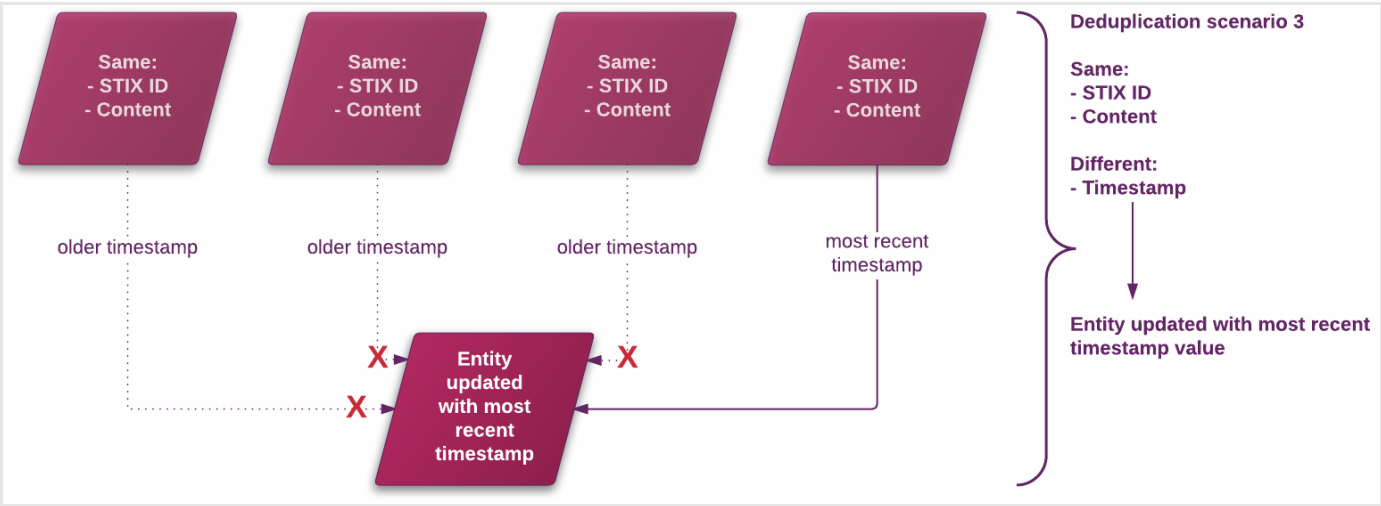 Same:
- STIX ID
- Content
Same:
- STIX ID
- Content
Same:
- STIX ID
- Content
Same:
- STIX ID
- Content
older timestamp
older timestamp
older timestamp
most recent
timestamp
X
X
X
Entity
updated
with most
recent
timestamp
Deduplication scenario 3
Same:
- STIX ID
- Content
Different:
- Timestamp
Entity updated with most recent
timestamp value